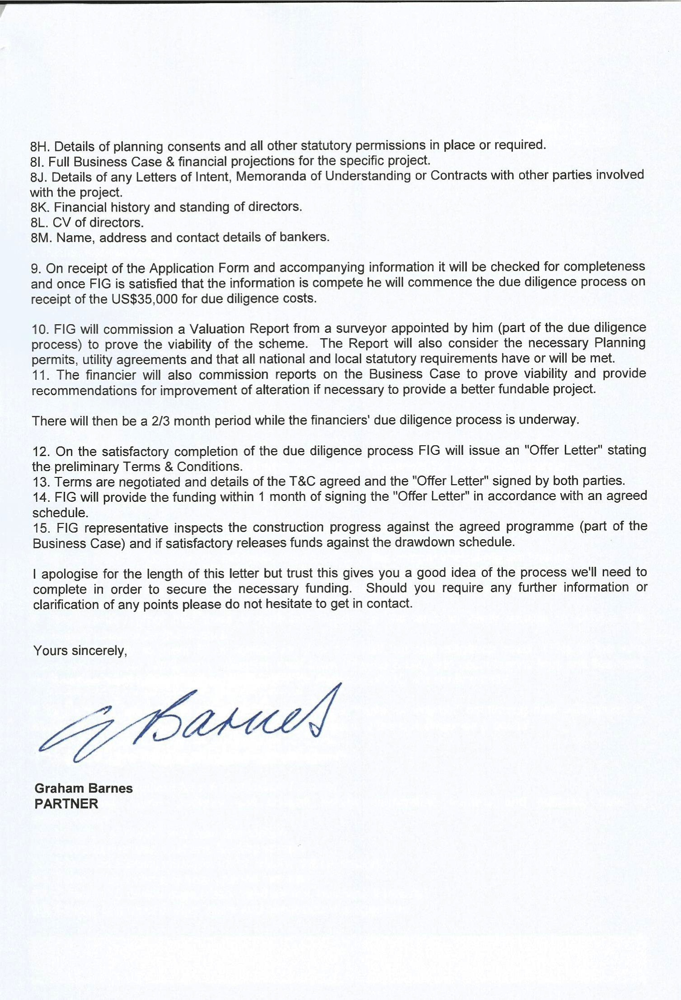 8H. Details of planning consents and all other statutory permissions in place or required.
8I. Full Business Case & financial projections for the specific project.
8J. Details of any Letters of Intent, Memoranda of Understanding or Contracts with other parties involved
with the project.
8K. Financial history and standing of directors.
8L. CV of directors.
8M. Name, address and contact details of bankers.
9. On receipt of the Application Form and accompanying information it will be checked for completeness
and once FIG is satisfied that the information is compete he will commence the due diligence process on
receipt of the US$35,000 for due diligence costs.
10. FIG will commission a Valuation Report from a surveyor appointed by him (part of the due diligence
process) to prove the viability of the scheme. The Report will also consider the necessary Planning
permits, utility agreements and that all national and local statutory requirements have or will be met.
11. The financier will also commission reports on the Business Case to prove viability and provide
recommendations for improvement of alteration if necessary to provide a better fundable project.
There will then be a 2/3 month period while the financiers' due diligence process is underway.
12. On the satisfactory completion of the due diligence process FIG will issue an "Offer Letter" stating
the preliminary Terms & Conditions.
13. Terms are negotiated and details of the T&C agreed and the "Offer Letter" signed by both parties.
14. FIG will provide the funding within 1 month of signing the "Offer Letter" in accordance with an agreed
schedule.
15. FIG representative inspects the construction progress against the agreed programme (part of the
Business Case) and if satisfactory releases funds against the drawdown schedule.
I apologise for the length of this letter but trust this gives you a good idea of the process we'll need to
complete in order to secure the necessary funding. Should you require any further information or
clarification of any points please do not hesitate to get in contact.
Yours sincerely,
G Barnes
Graham Barnes
PARTNER